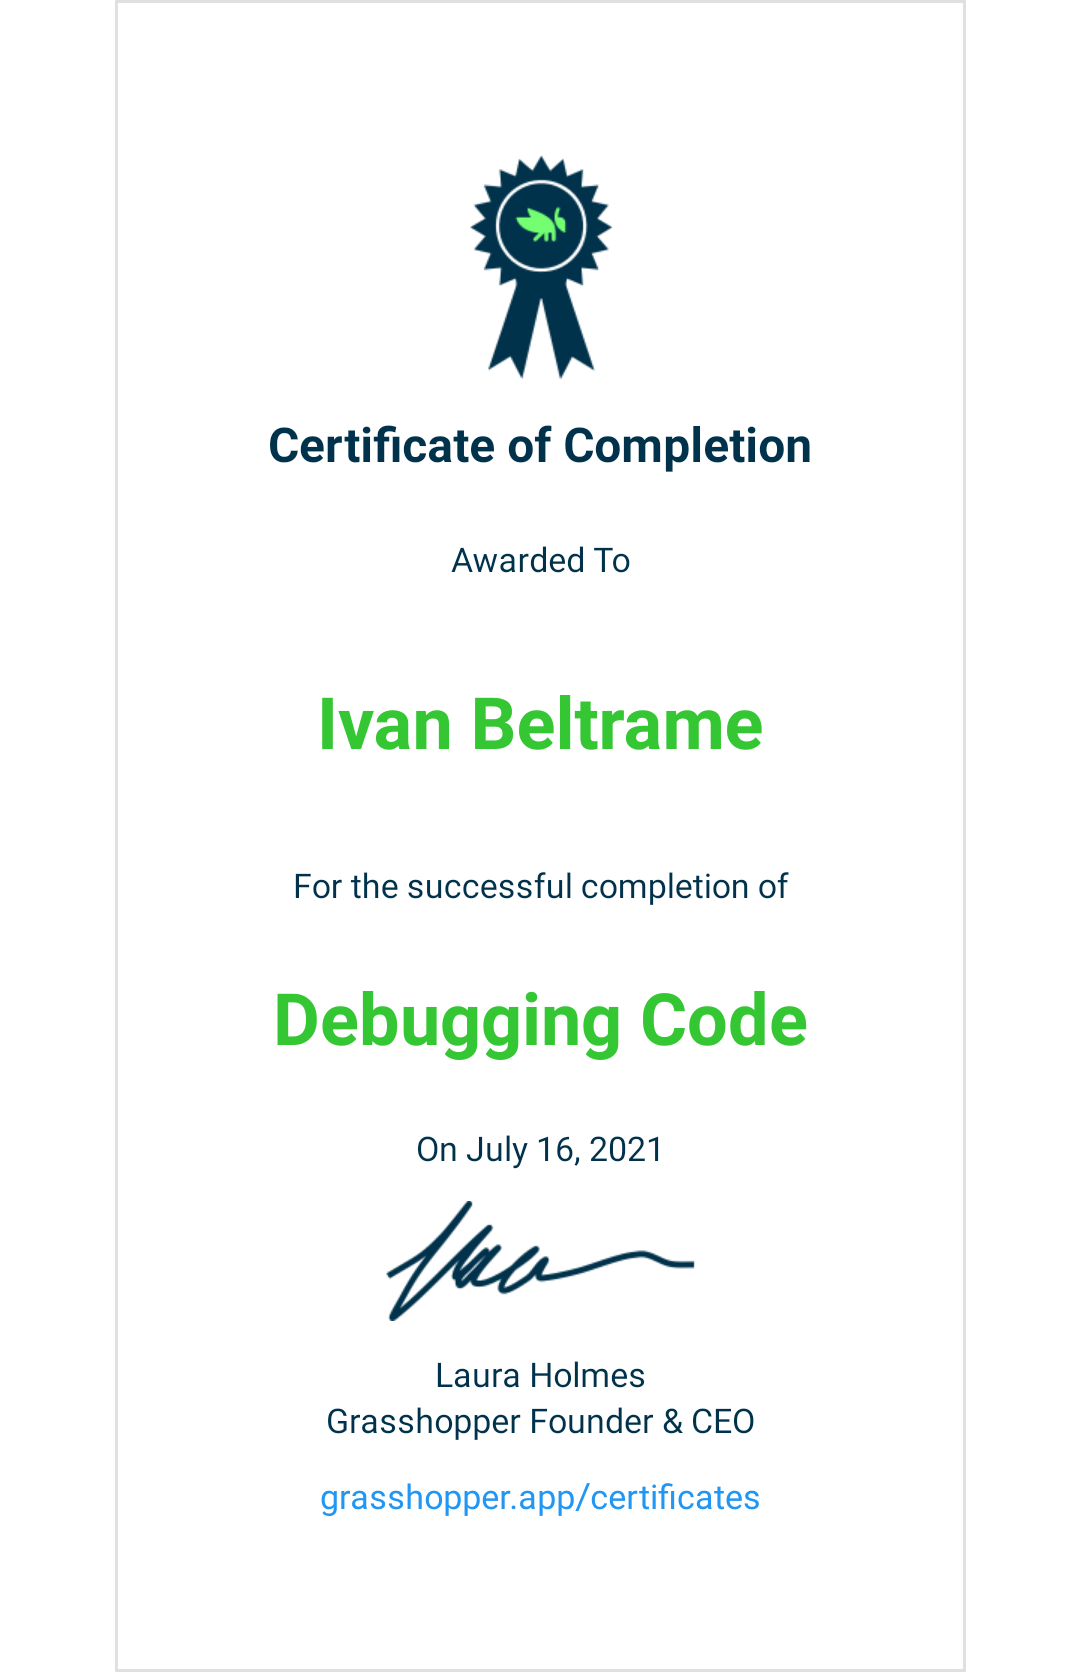 Certificate of Completion
Awarded To
Ivan Beltrame
For the successful completion of
Debugging Code
On July 16, 2021
Laura Holmes
Grasshopper Founder & CEO
grasshopper.app/certificates